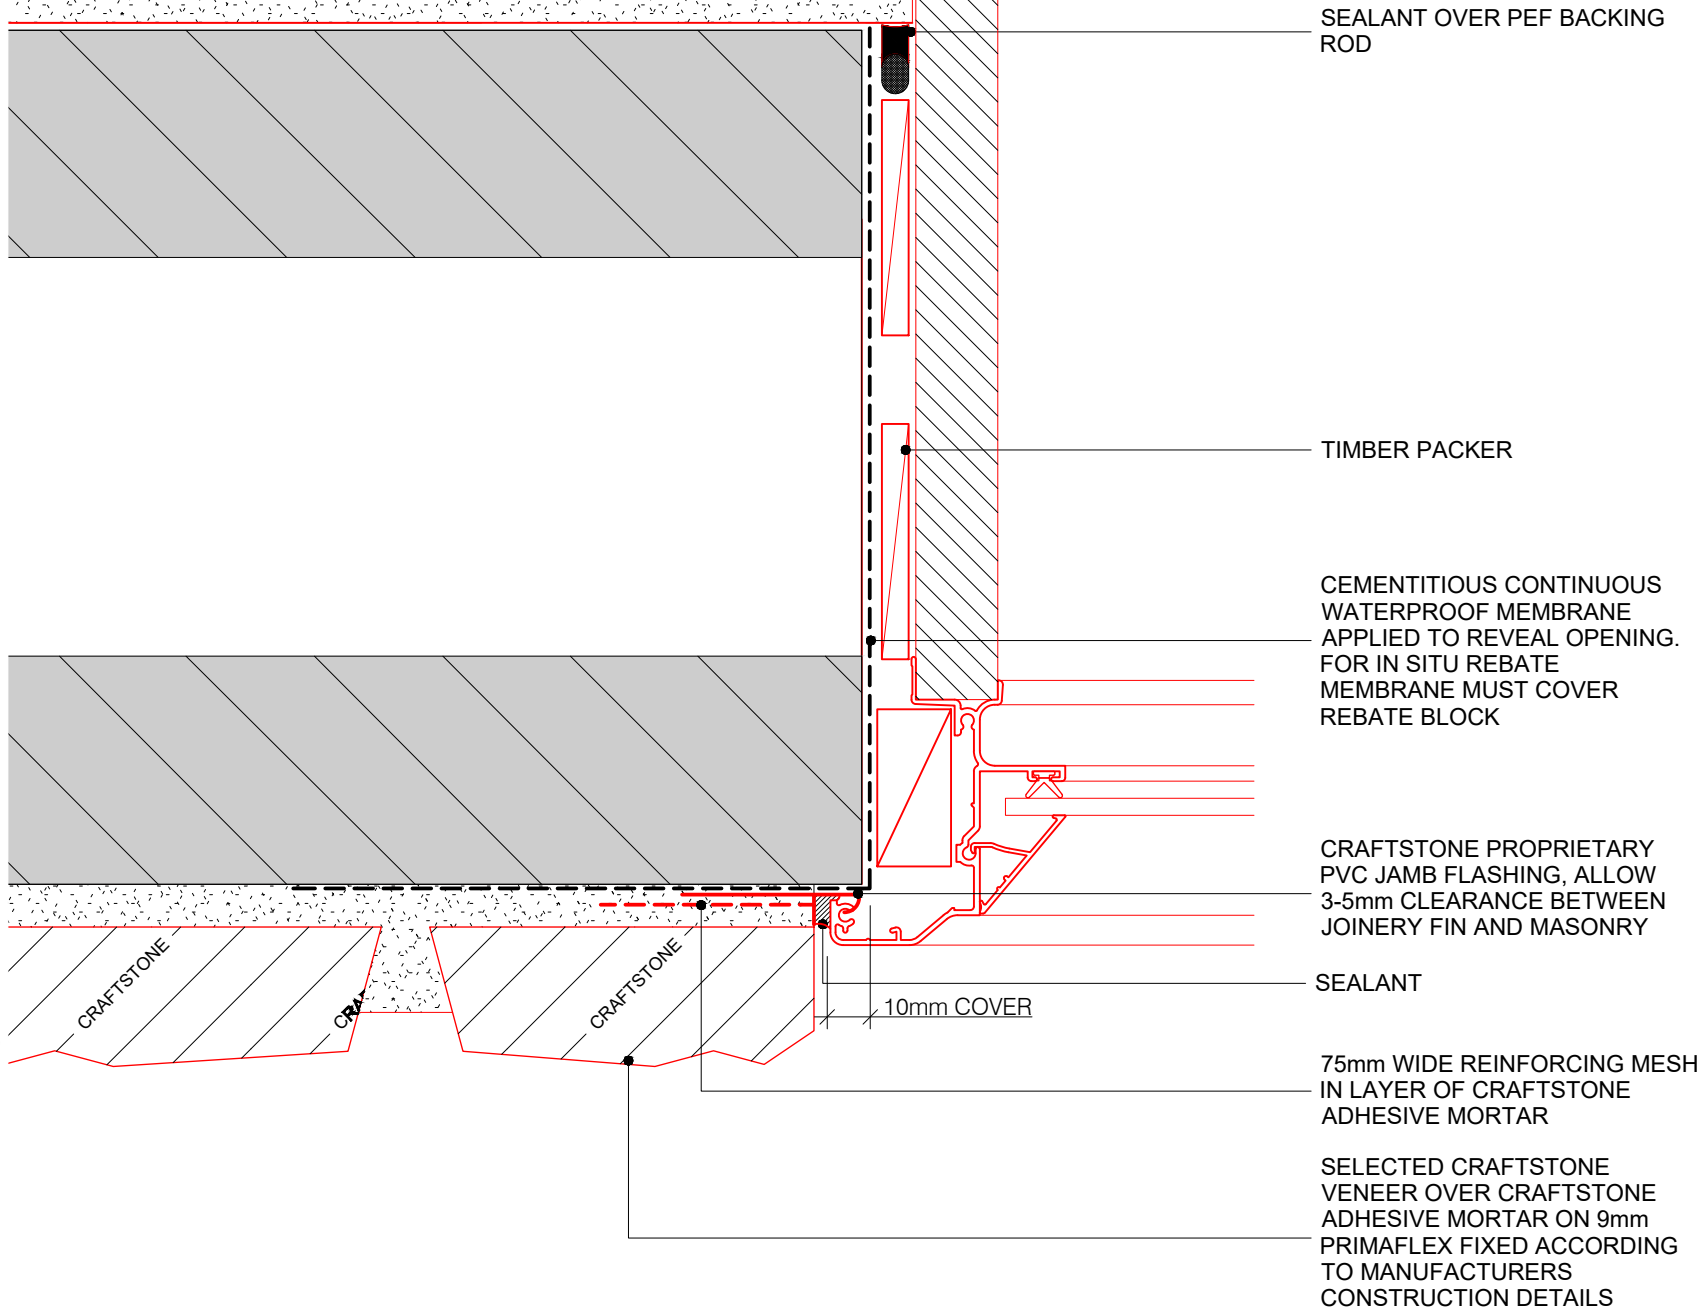 SEALANT OVER PEF BACKING
ROD
TIMBER PACKER
CEMENTITIOUS CONTINUOUS
WATERPROOF MEMBRANE
APPLIED TO REVEAL OPENING.
FOR IN SITU REBATE
MEMBRANE MUST COVER
REBATE BLOCK
CRAFTSTONE PROPRIETARY
PVC JAMB FLASHING, ALLOW
3-5mm CLEARANCE BETWEEN
JOINERY FIN AND MASONRY
CRAFTSTONE
CRAFTSTONE
SEALANT
10mm COVER
75mm WIDE REINFORCING MESH
IN LAYER OF CRAFTSTONE
ADHESIVE MORTAR
SELECTED CRAFTSTONE
VENEER OVER CRAFTSTONE
ADHESIVE MORTAR ON 9mm
PRIMAFLEX FIXED ACCORDING
TO MANUFACTURERS
CONSTRUCTION DETAILS